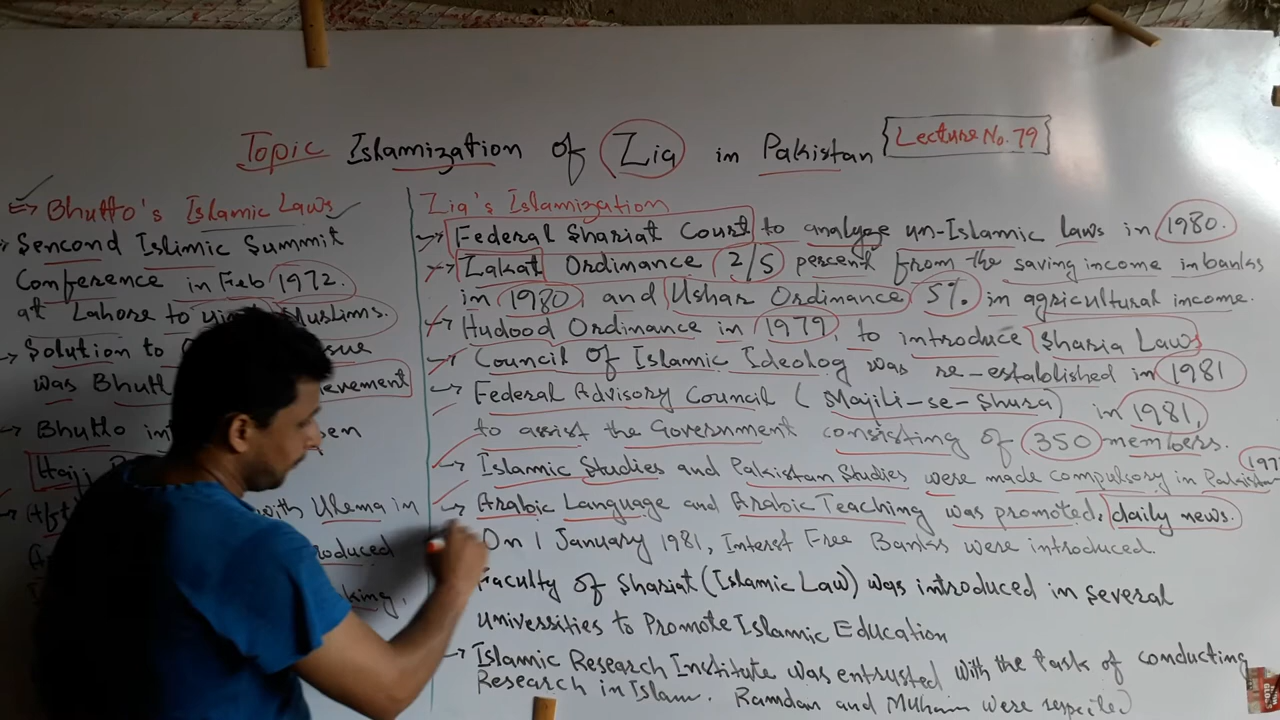 Topic Islamization of Zia in Pakistan
Lecture No. 79
Bhutto's Islamic Laws
Sencond Islimic Summit
Conference in Feb 1972.
at Lahore to Muslims.
Solution to
was
Bhutto
Hajj
with Ulema in
Zia's Islamization
Federal Shariat Court to analyze un-Islamic laws in 1980.
Zakat Ordinance 2/5 percent from the saving income in banks
in 1980, and Ushar Ordinance 5% in agricultural income.
Hudood Ordinance in 1979, to introduce Sharia Laws
Council of Islamic Ideolog was re-established in 1981
Federal Advisory Council (Majili-se-Shura) in 1981,
to assist the Government consisting of 350 members.
Islamic Studies and Pakistan Studies were made compulsory in Pakistan
Arabic Language and Arabic Teaching was promoted, daily news.
On 1 January 1981, Interest Free Banks were introduced.
Faculty of Shariat (Islamic Law) was introduced in several
universities to Promote Islamic Education
Islamic Research Institute was entrusted with the task of conducting
Research in Islam. Ramdan and were